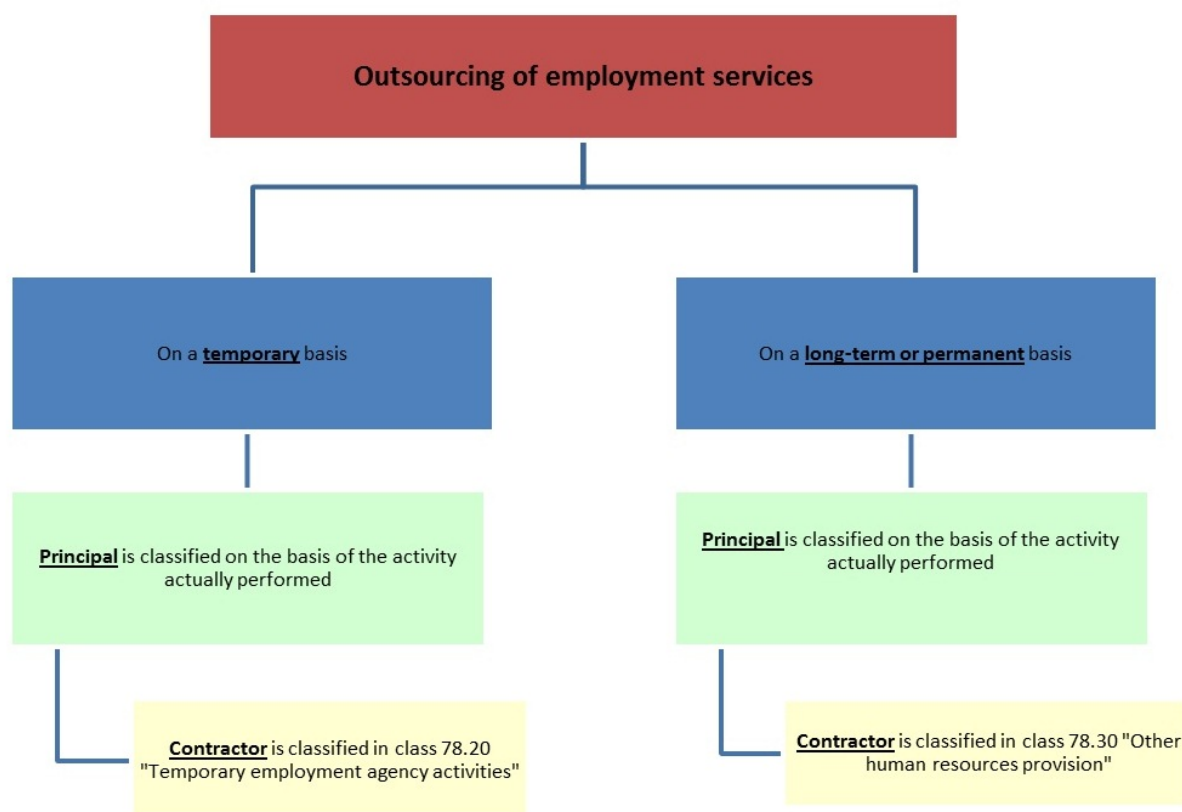 Outsourcing of employment services
On a temporary basis
On a long-term or permanent basis
Principal is classified on the basis of the activity
actually performed
Principal is classified on the basis of the activity
actually performed
Contractor is classified in class 78.20
"Temporary employment agency activities"
Contractor is classified in class 78.30 "Other
human resources provision"